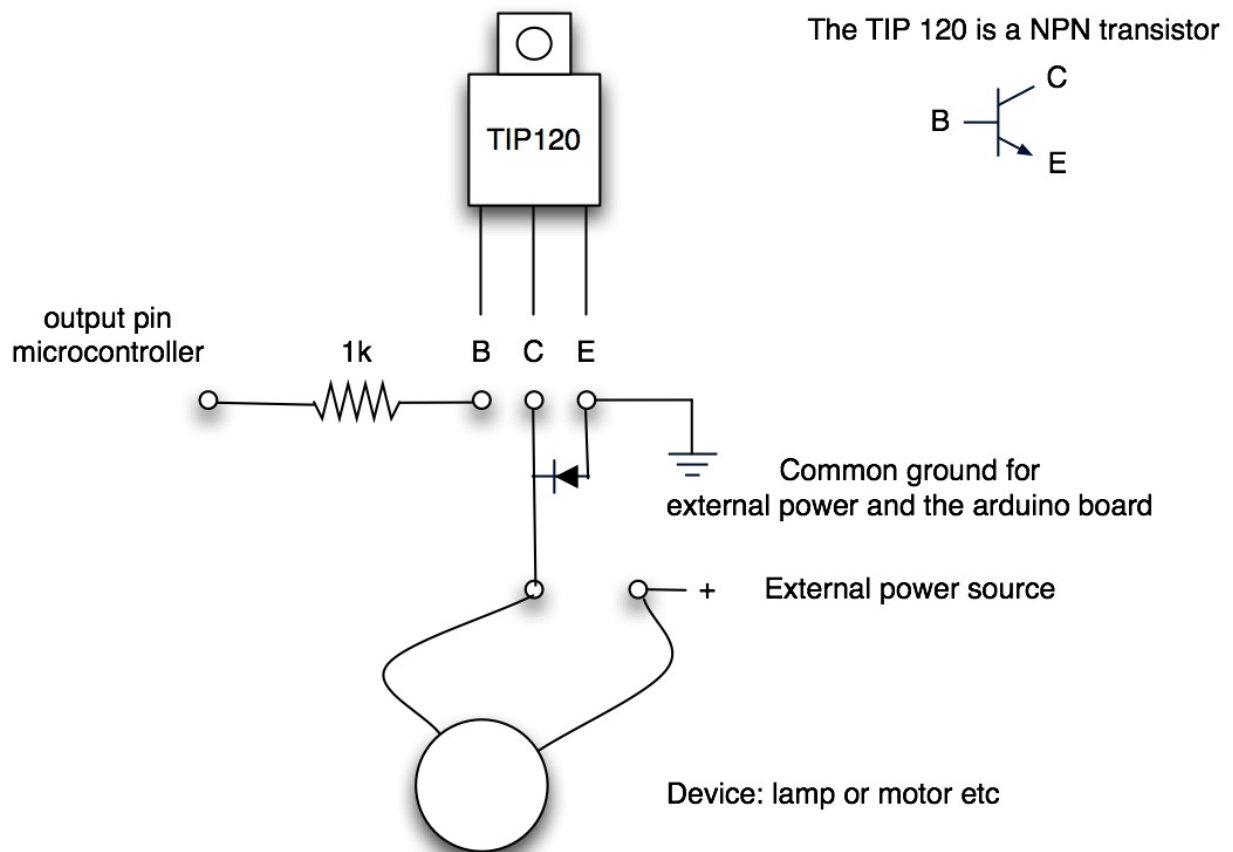 The TIP 120 is a NPN transistor
C
B
E
TIP120
output pin
microcontroller
1k
B C E
Common ground for
external power and the arduino board
+ External power source
Device: lamp or motor etc